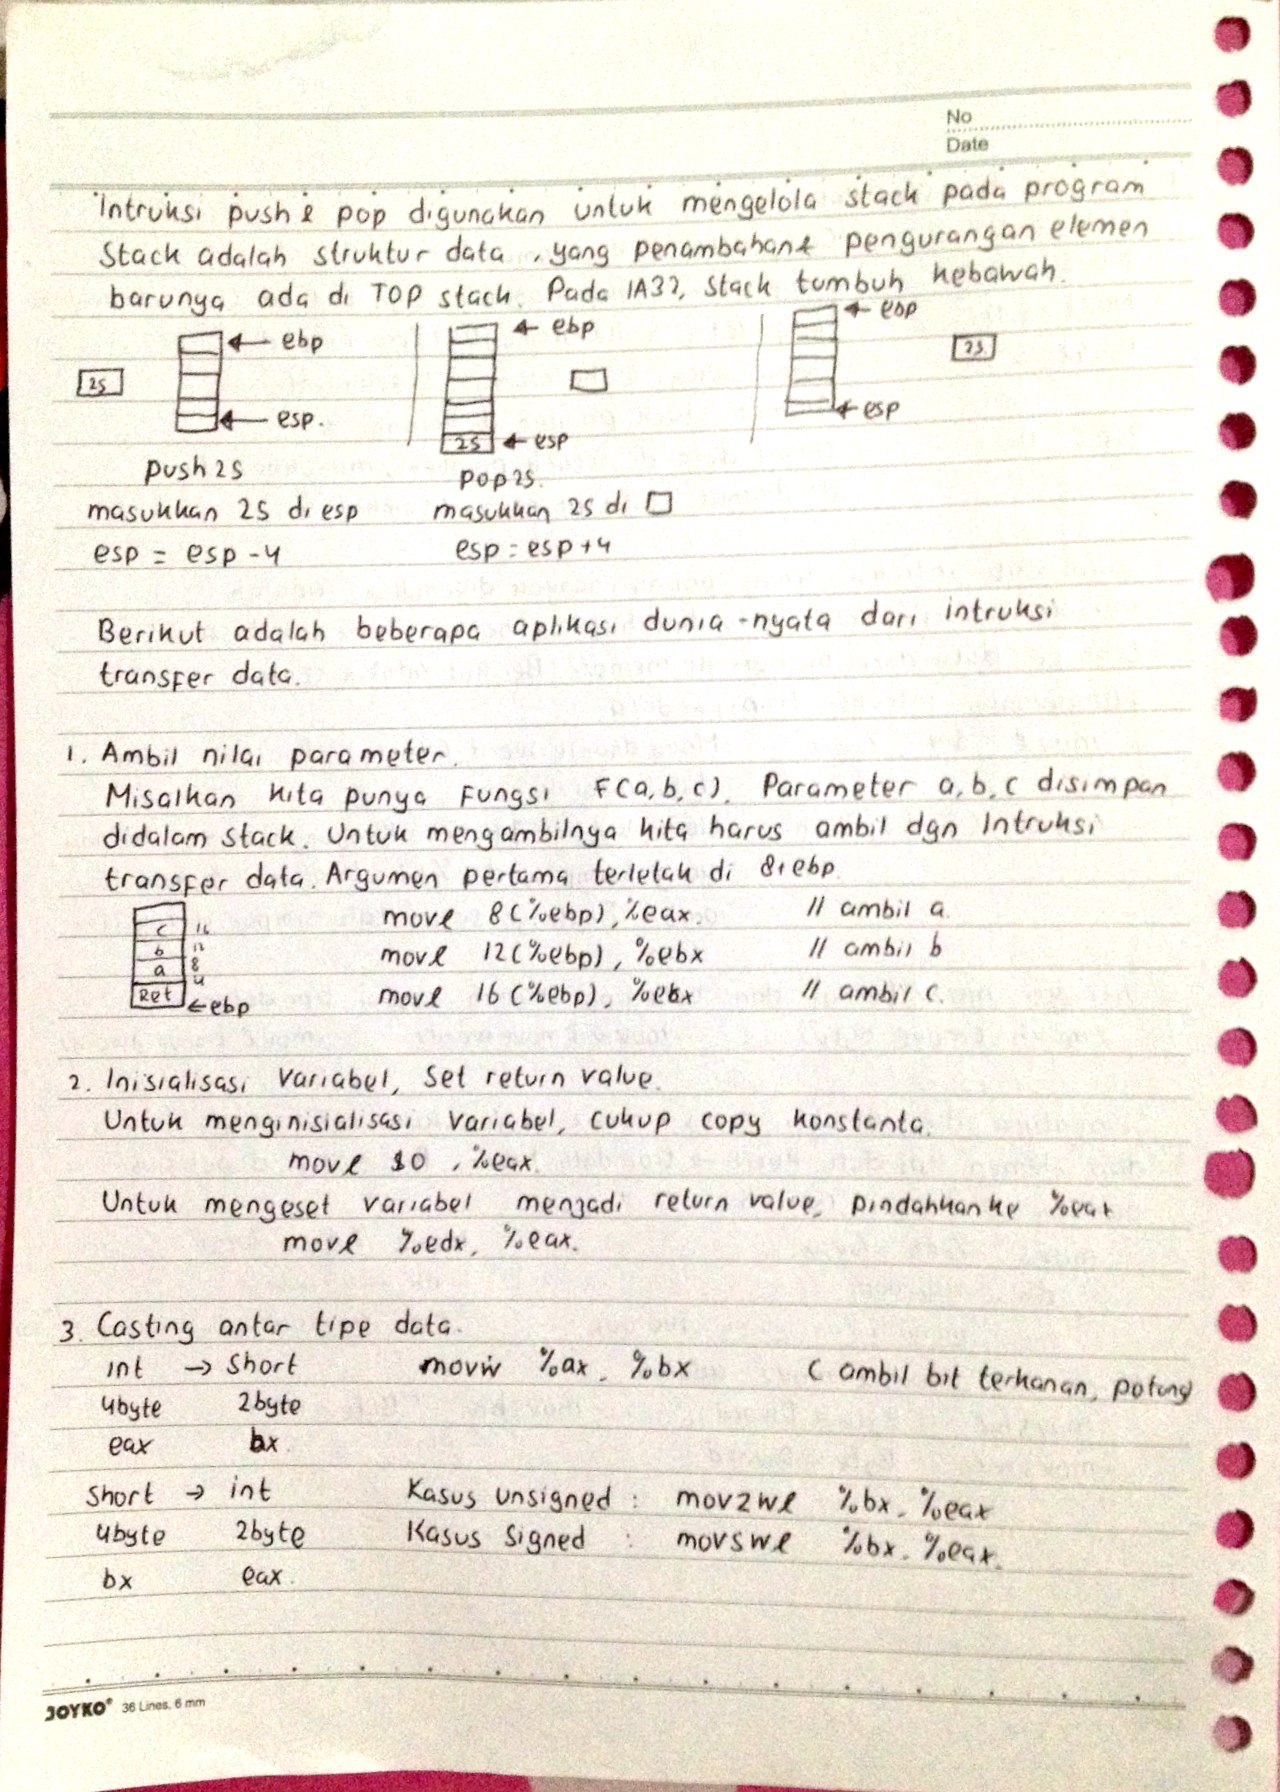 No
Date
Intruksi push & pop digunakan untuk mengelola stack pada program
Stack adalah struktur data, yang penambahan & pengurangan elemen
barunya ada di TOP stack. Pada IA32, Stack tumbuh kebawah.
← ebp ← ebp ← ebp
25 25
← esp. 25 ← esp ← esp
push 25 pop 25.
masukkan 25 di esp masukkan 25 di
esp = esp - 4 esp = esp + 4
Berikut adalah beberapa aplikasi dunia-nyata dari intruksi
transfer data.
1. Ambil nilai parameter.
Misalkan kita punya Fungsi F(a,b,c). Parameter a,b,c disimpan
didalam stack. Untuk mengambilnya kita harus ambil dgn Intruksi
transfer data. Argumen pertama terletak di 8+ebp.
c 16 movl 8(%ebp), %eax. // ambil a.
b 12 movl 12(%ebp), %ebx // ambil b
a 8 4 movl 16(%ebp), %ebx // ambil c.
Ret ← ebp
2. Inisialisasi Variabel, Set return value.
Untuk menginisialisasi Variabel, cukup copy konstanta.
movl $0, %eax.
Untuk mengeset variabel menjadi return value, pindahkan ke %eax
movl %edx, %eax.
3. Casting antar tipe data.
int → Short movw %ax, %bx ( ambil bit terkanan, potong
4byte 2byte
eax bx.
Short → int Kasus Unsigned : movzwl %bx, %eax
4byte 2byte Kasus Signed : movswl %bx, %eax.
bx eax.
JOYKO® 36 Lines, 6 mm